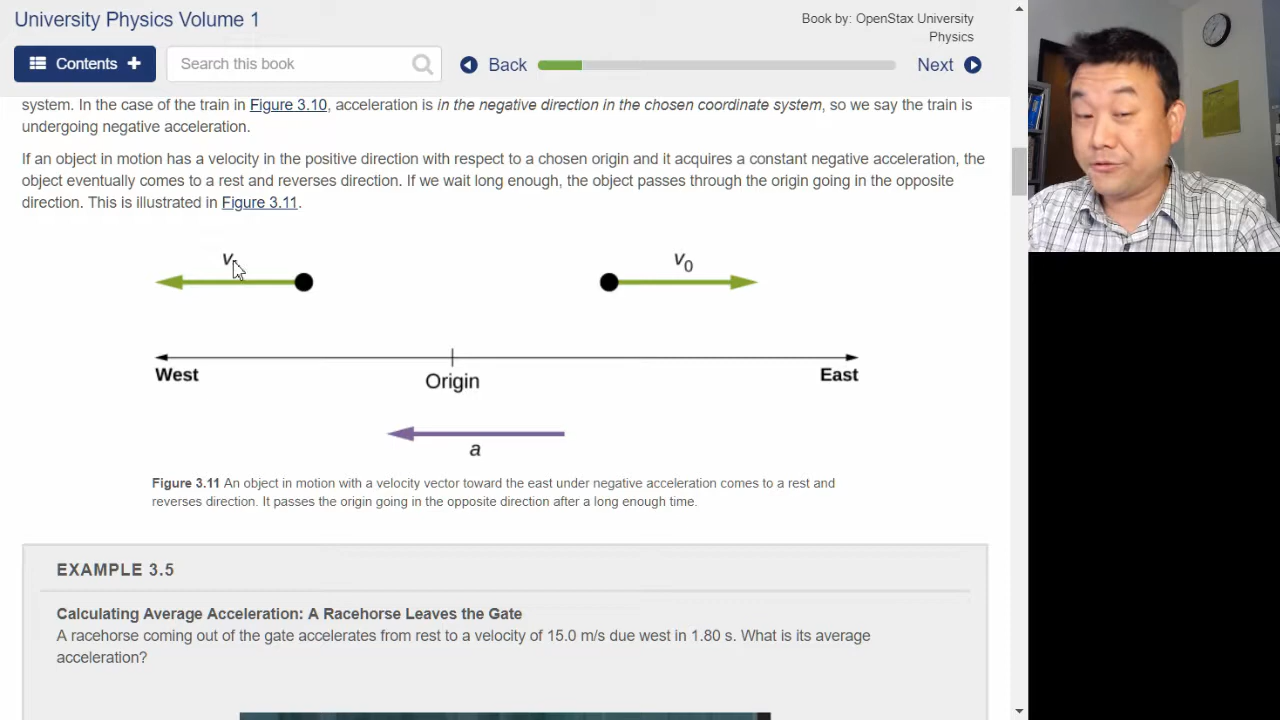 University Physics Volume 1
Book by: OpenStax University
Physics
Contents +
Search this book
Back
Next
system. In the case of the train in Figure 3.10, acceleration is in the negative direction in the chosen coordinate system, so we say the train is
undergoing negative acceleration.
If an object in motion has a velocity in the positive direction with respect to a chosen origin and it acquires a constant negative acceleration, the
object eventually comes to a rest and reverses direction. If we wait long enough, the object passes through the origin going in the opposite
direction. This is illustrated in Figure 3.11.
v
v0
West
Origin
East
a
Figure 3.11 An object in motion with a velocity vector toward the east under negative acceleration comes to a rest and
reverses direction. It passes the origin going in the opposite direction after a long enough time.
EXAMPLE 3.5
Calculating Average Acceleration: A Racehorse Leaves the Gate
A racehorse coming out of the gate accelerates from rest to a velocity of 15.0 m/s due west in 1.80 s. What is its average
acceleration?